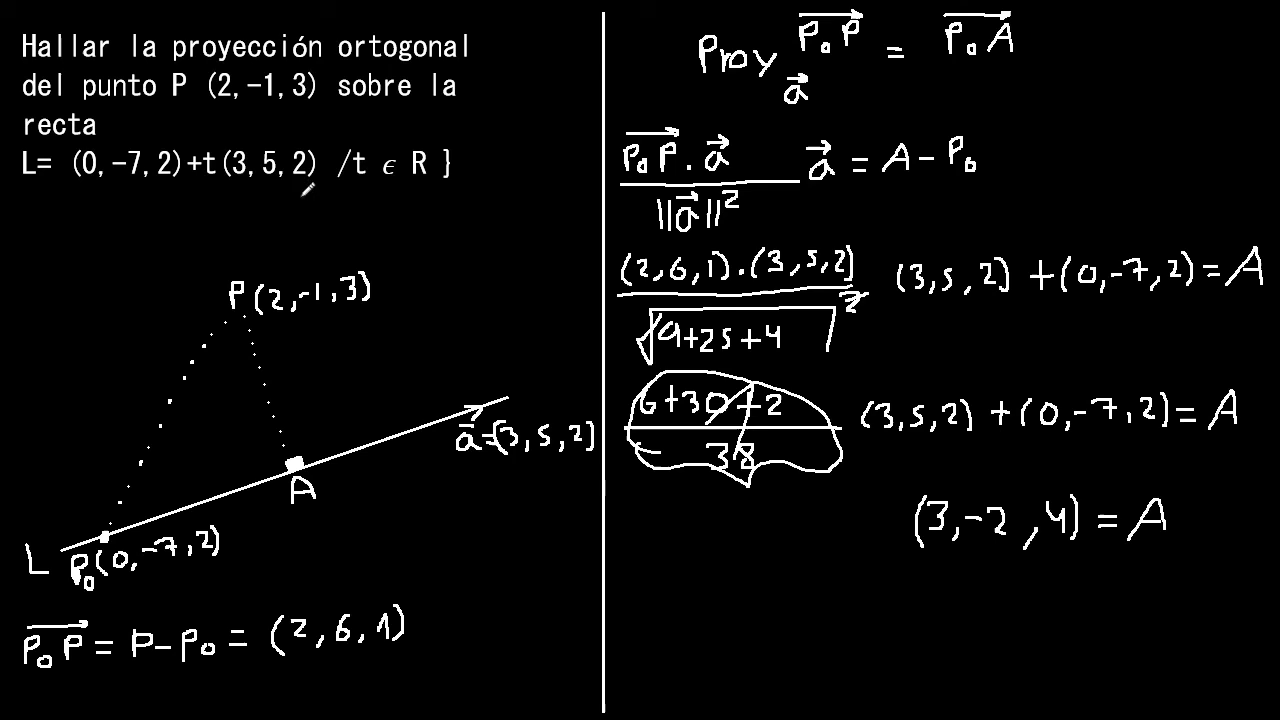 Hallar la proyección ortogonal
del punto P (2,-1,3) sobre la
recta
L= (0,-7,2)+t(3,5,2) /t ϵ R }
P(2,-1,3)
a⃗=(3,5,2)
A
L
P₀(0,-7,2)
P₀P⃗ = P-P₀ = (2,6,1)
Proy a⃗ P₀P⃗ = P₀A⃗
P₀P⃗ . a⃗ / ||a⃗||² a⃗ = A - P₀
(2,6,1).(3,5,2) / √(9+25+4)² (3,5,2) + (0,-7,2) = A
6+30+2 / 38 (3,5,2) + (0,-7,2) = A
(3,-2,4) = A